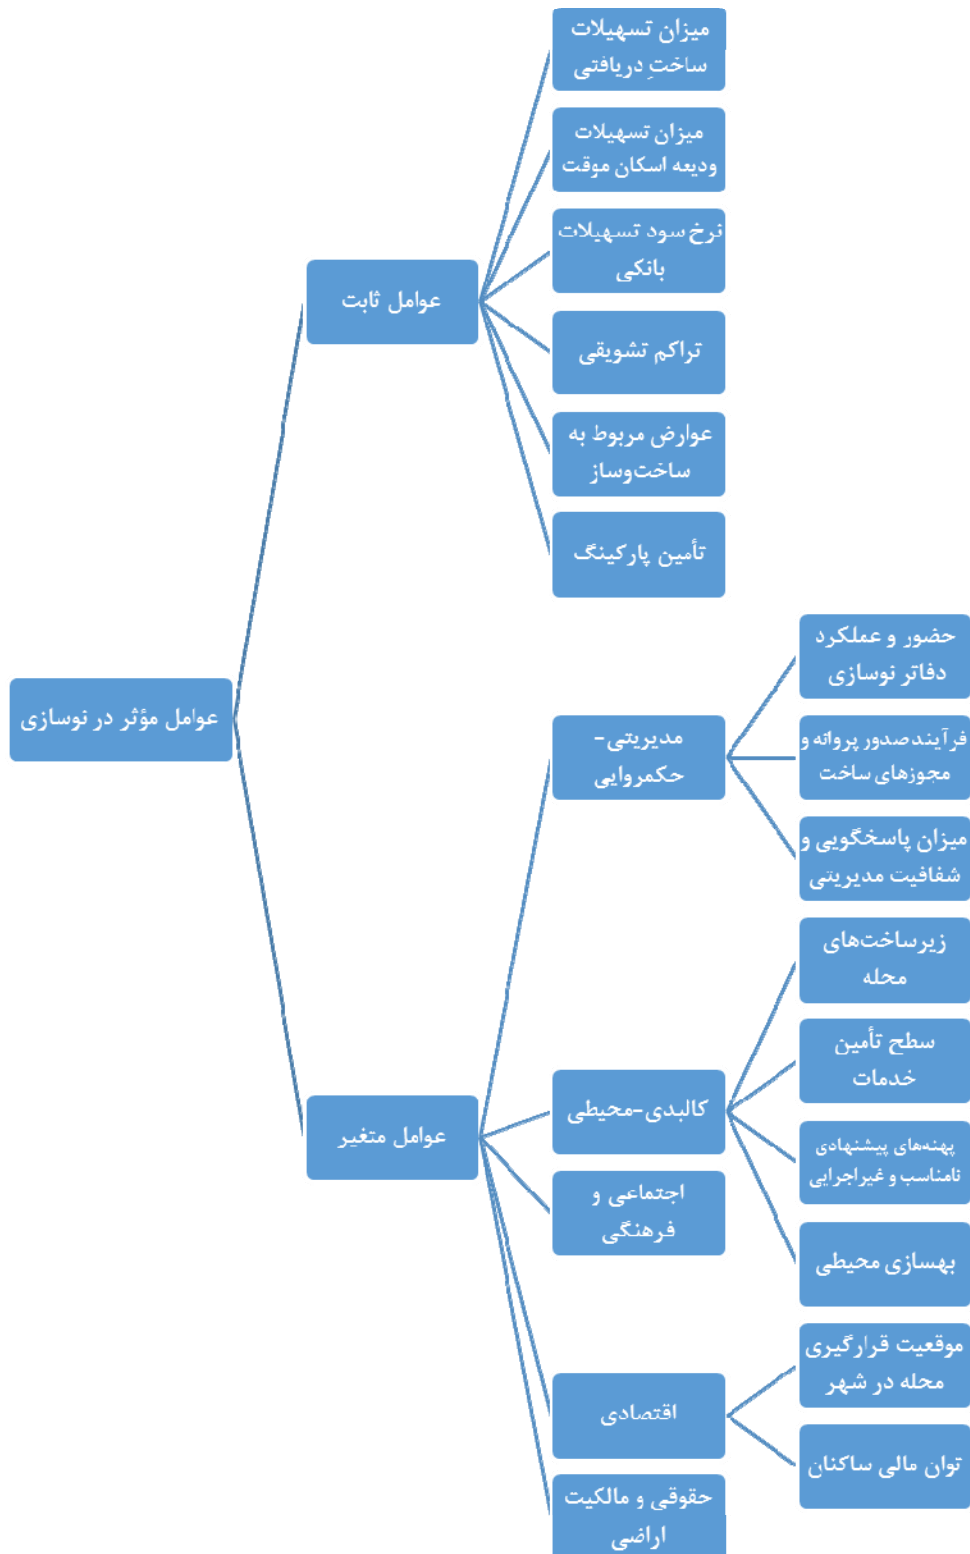 میزان تسهیلات
ساختِ دریافتی
میزان تسهیلات
ودیعه اسکان موقت
نرخ سود تسهیلات
بانکی
عوامل ثابت
تراکم تشویقی
عوارض مربوط به
ساخت‌وساز
تأمین پارکینگ
حضور و عملکرد
دفاتر نوسازی
عوامل مؤثر در نوسازی
مدیریتی-
حکمروایی
فرآیندصدور پروانه و
مجوزهای ساخت
میزان پاسخگویی و
شفافیت مدیریتی
زیرساخت‌های
محله
سطح تأمین
خدمات
کالبدی-محیطی
عوامل متغیر
پهنه‌های پیشنهادی
نامناسب و غیراجرایی
اجتماعی و
فرهنگی
بهسازی محیطی
موقعیت قرارگیری
محله در شهر
اقتصادی
توان مالی ساکنان
حقوقی و مالکیت
اراضی